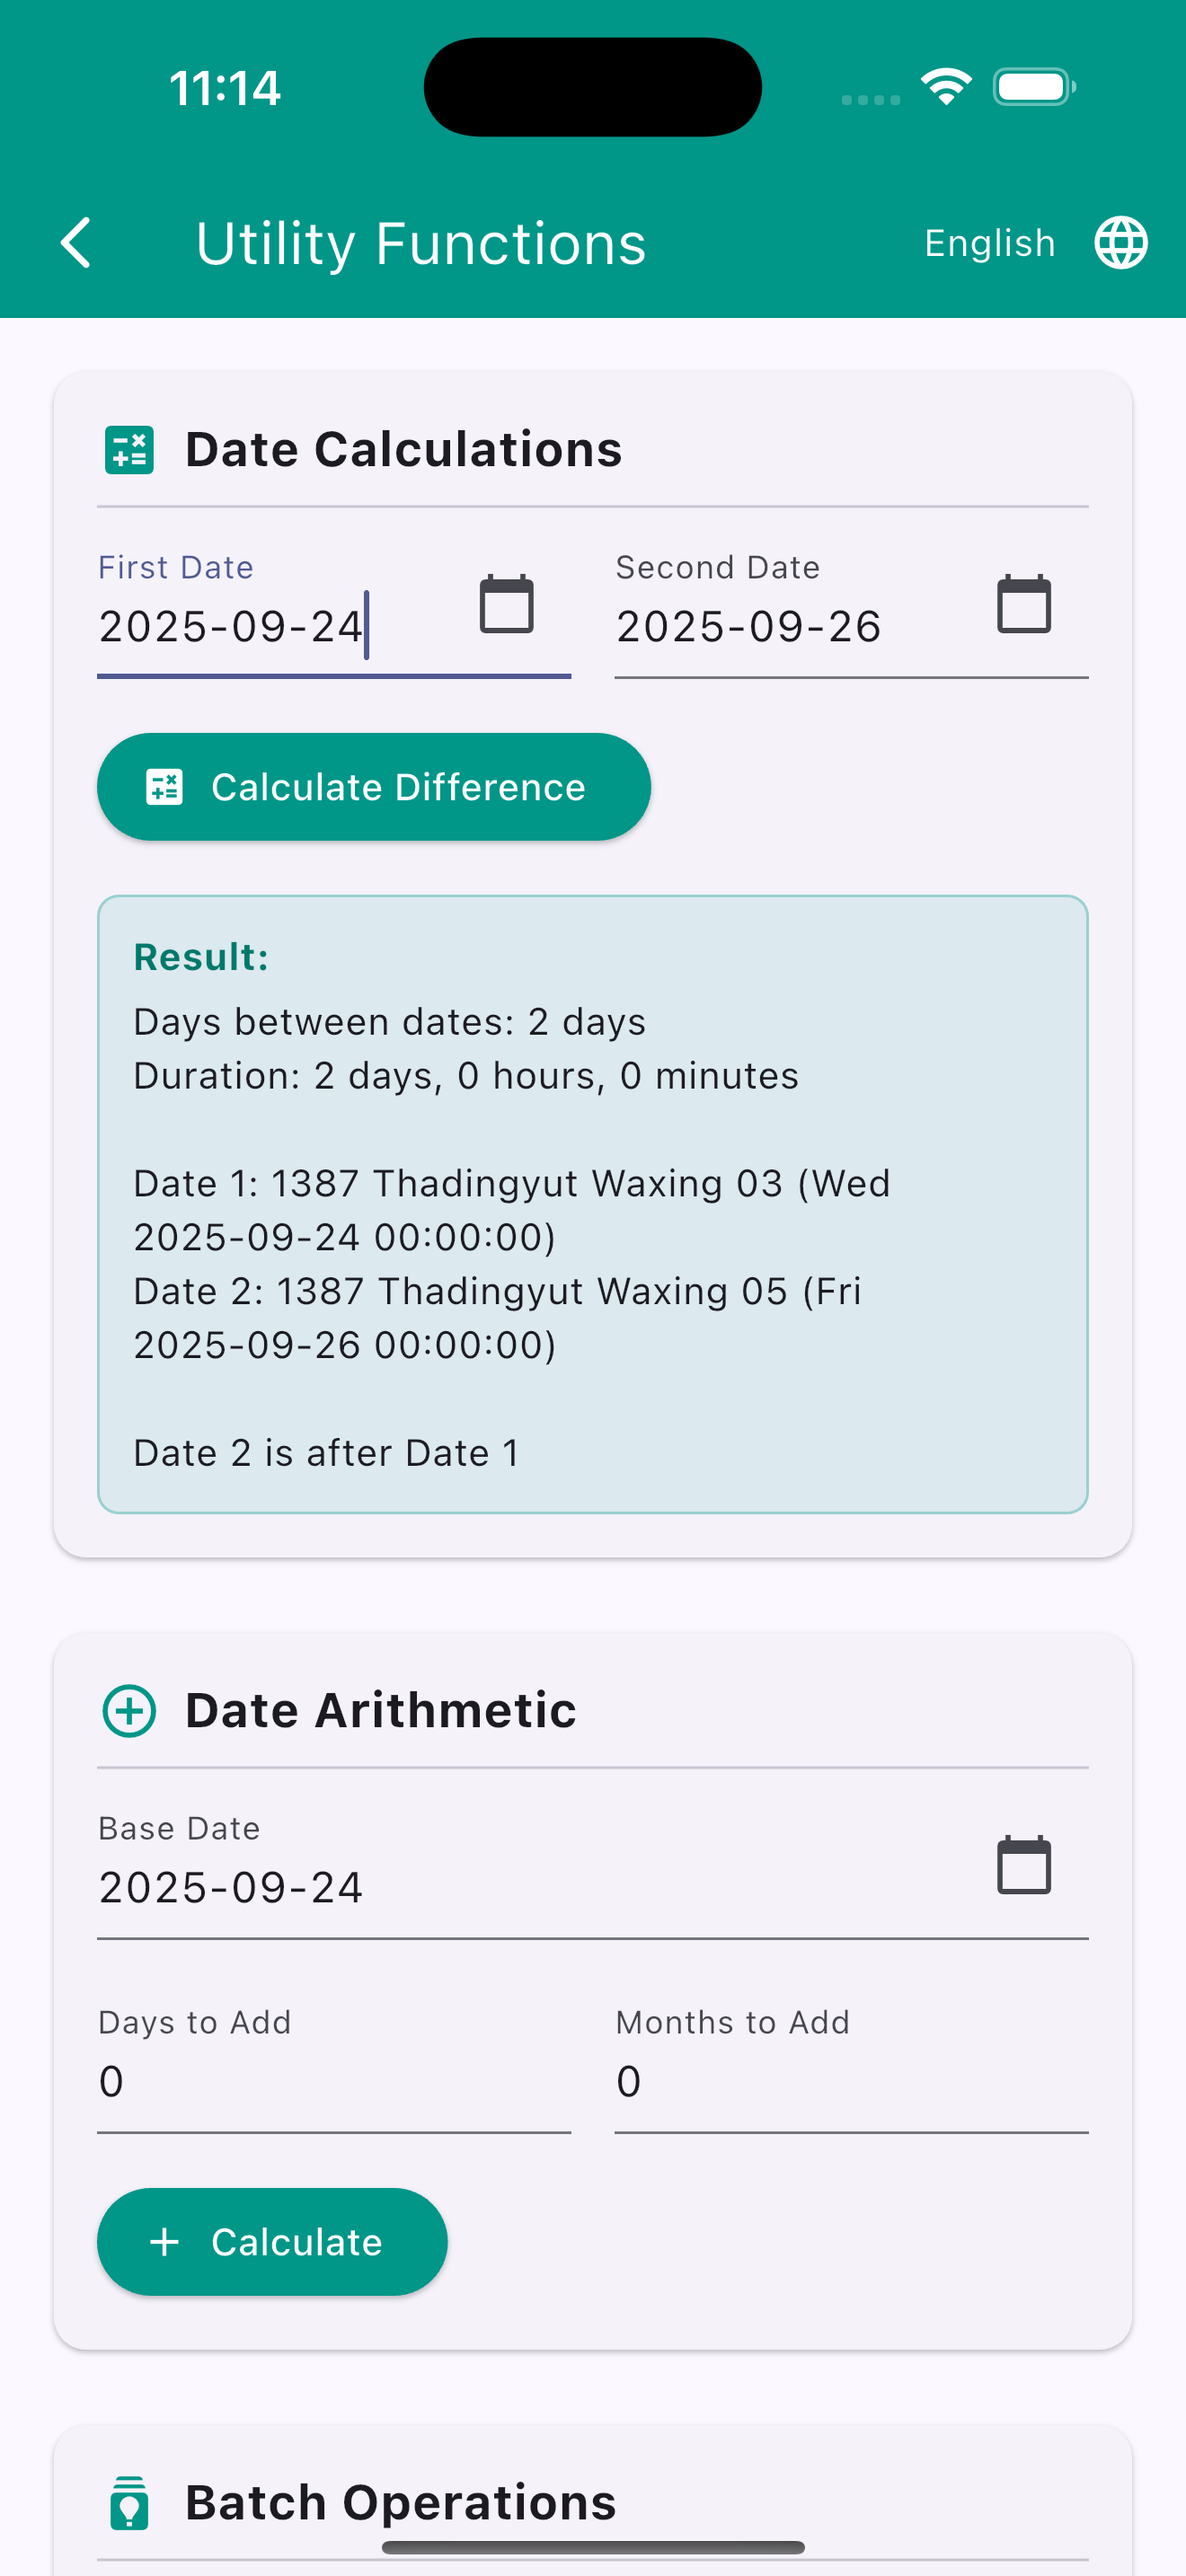 11:14
Utility Functions
English
Date Calculations
First Date
2025-09-24
Second Date
2025-09-26
Calculate Difference
Result:
Days between dates: 2 days
Duration: 2 days, 0 hours, 0 minutes
Date 1: 1387 Thadingyut Waxing 03 (Wed
2025-09-24 00:00:00)
Date 2: 1387 Thadingyut Waxing 05 (Fri
2025-09-26 00:00:00)
Date 2 is after Date 1
Date Arithmetic
Base Date
2025-09-24
Days to Add
0
Months to Add
0
Calculate
Batch Operations